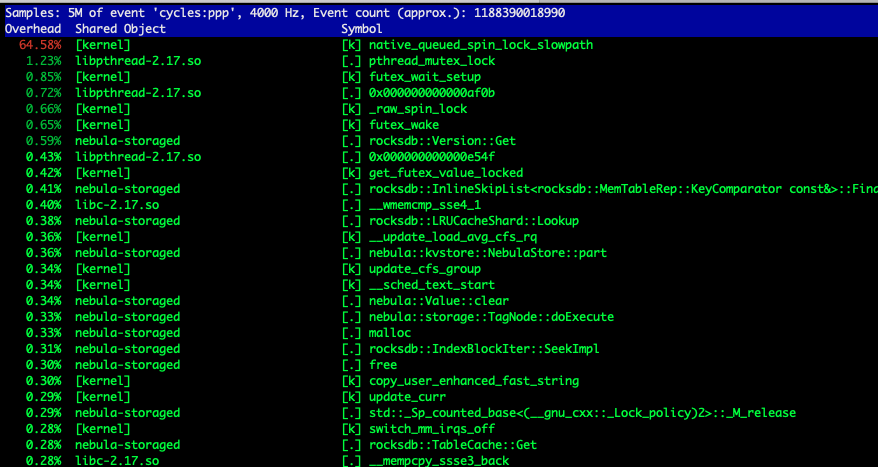 Samples: 5M of event 'cycles:ppp', 4000 Hz, Event count (approx.): 1188390018990
Overhead  Shared Object            Symbol
64.58%  [kernel]                 [k] native_queued_spin_lock_slowpath
1.23%  libpthread-2.17.so       [.] pthread_mutex_lock
0.85%  [kernel]                 [k] futex_wait_setup
0.72%  libpthread-2.17.so       [.] 0x000000000000af0b
0.66%  [kernel]                 [k] _raw_spin_lock
0.65%  [kernel]                 [k] futex_wake
0.59%  nebula-storaged          [.] rocksdb::Version::Get
0.43%  libpthread-2.17.so       [.] 0x000000000000e54f
0.42%  [kernel]                 [k] get_futex_value_locked
0.41%  nebula-storaged          [.] rocksdb::InlineSkipList<rocksdb::MemTableRep::KeyComparator const&>::Find
0.40%  libc-2.17.so             [.] __wmemcmp_sse4_1
0.38%  nebula-storaged          [.] rocksdb::LRUCacheShard::Lookup
0.36%  [kernel]                 [k] __update_load_avg_cfs_rq
0.36%  nebula-storaged          [.] nebula::kvstore::NebulaStore::part
0.34%  [kernel]                 [k] update_cfs_group
0.34%  [kernel]                 [k] __sched_text_start
0.34%  nebula-storaged          [.] nebula::Value::clear
0.33%  nebula-storaged          [.] nebula::storage::TagNode::doExecute
0.33%  nebula-storaged          [.] malloc
0.31%  nebula-storaged          [.] rocksdb::IndexBlockIter::SeekImpl
0.30%  nebula-storaged          [.] free
0.30%  [kernel]                 [k] copy_user_enhanced_fast_string
0.29%  [kernel]                 [k] update_curr
0.29%  nebula-storaged          [.] std::_Sp_counted_base<(__gnu_cxx::_Lock_policy)2>::_M_release
0.28%  [kernel]                 [k] switch_mm_irqs_off
0.28%  nebula-storaged          [.] rocksdb::TableCache::Get
0.28%  libc-2.17.so             [.] __mempcpy_ssse3_back